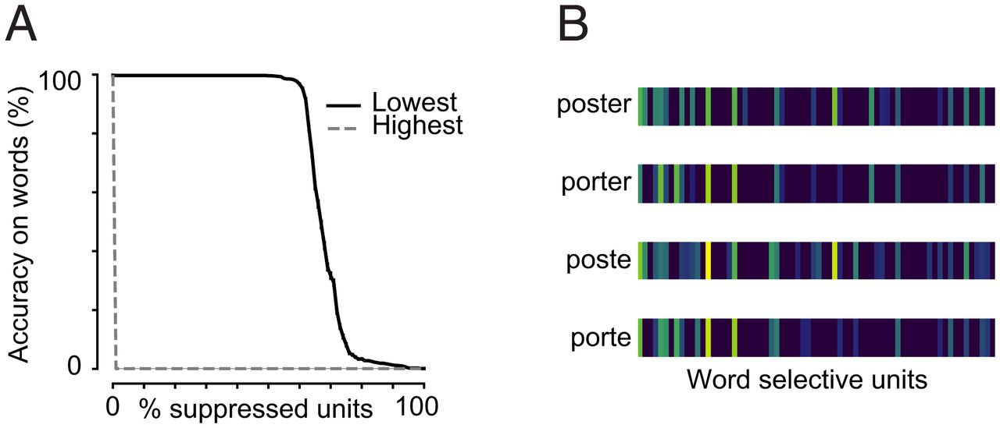 A
B
Accuracy on words (%)
100
0
Lowest
Highest
0
% suppressed units
100
poster
porter
poste
porte
Word selective units